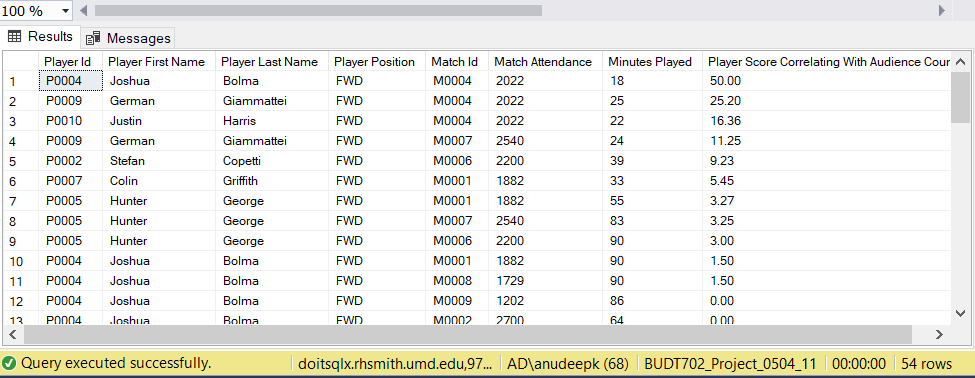 100 %
Results Messages
Player Id Player First Name Player Last Name Player Position Match Id Match Attendance Minutes Played Player Score Correlating With Audience Coun
1 P0004 Joshua Bolma FWD M0004 2022 18 50.00
2 P0009 German Giammattei FWD M0004 2022 25 25.20
3 P0010 Justin Harris FWD M0004 2022 22 16.36
4 P0009 German Giammattei FWD M0007 2540 24 11.25
5 P0002 Stefan Copetti FWD M0006 2200 39 9.23
6 P0007 Colin Griffith FWD M0001 1882 33 5.45
7 P0005 Hunter George FWD M0001 1882 55 3.27
8 P0005 Hunter George FWD M0007 2540 83 3.25
9 P0005 Hunter George FWD M0006 2200 90 3.00
10 P0004 Joshua Bolma FWD M0001 1882 90 1.50
11 P0004 Joshua Bolma FWD M0008 1729 90 1.50
12 P0004 Joshua Bolma FWD M0009 1202 86 0.00
13 P0004 Joshua Bolma FWD M0002 2700 64 0.00
Query executed successfully. doitsqlx.rhsmith.umd.edu,97... AD\anudeepk (68) BUDT702_Project_0504_11 00:00:00 54 rows